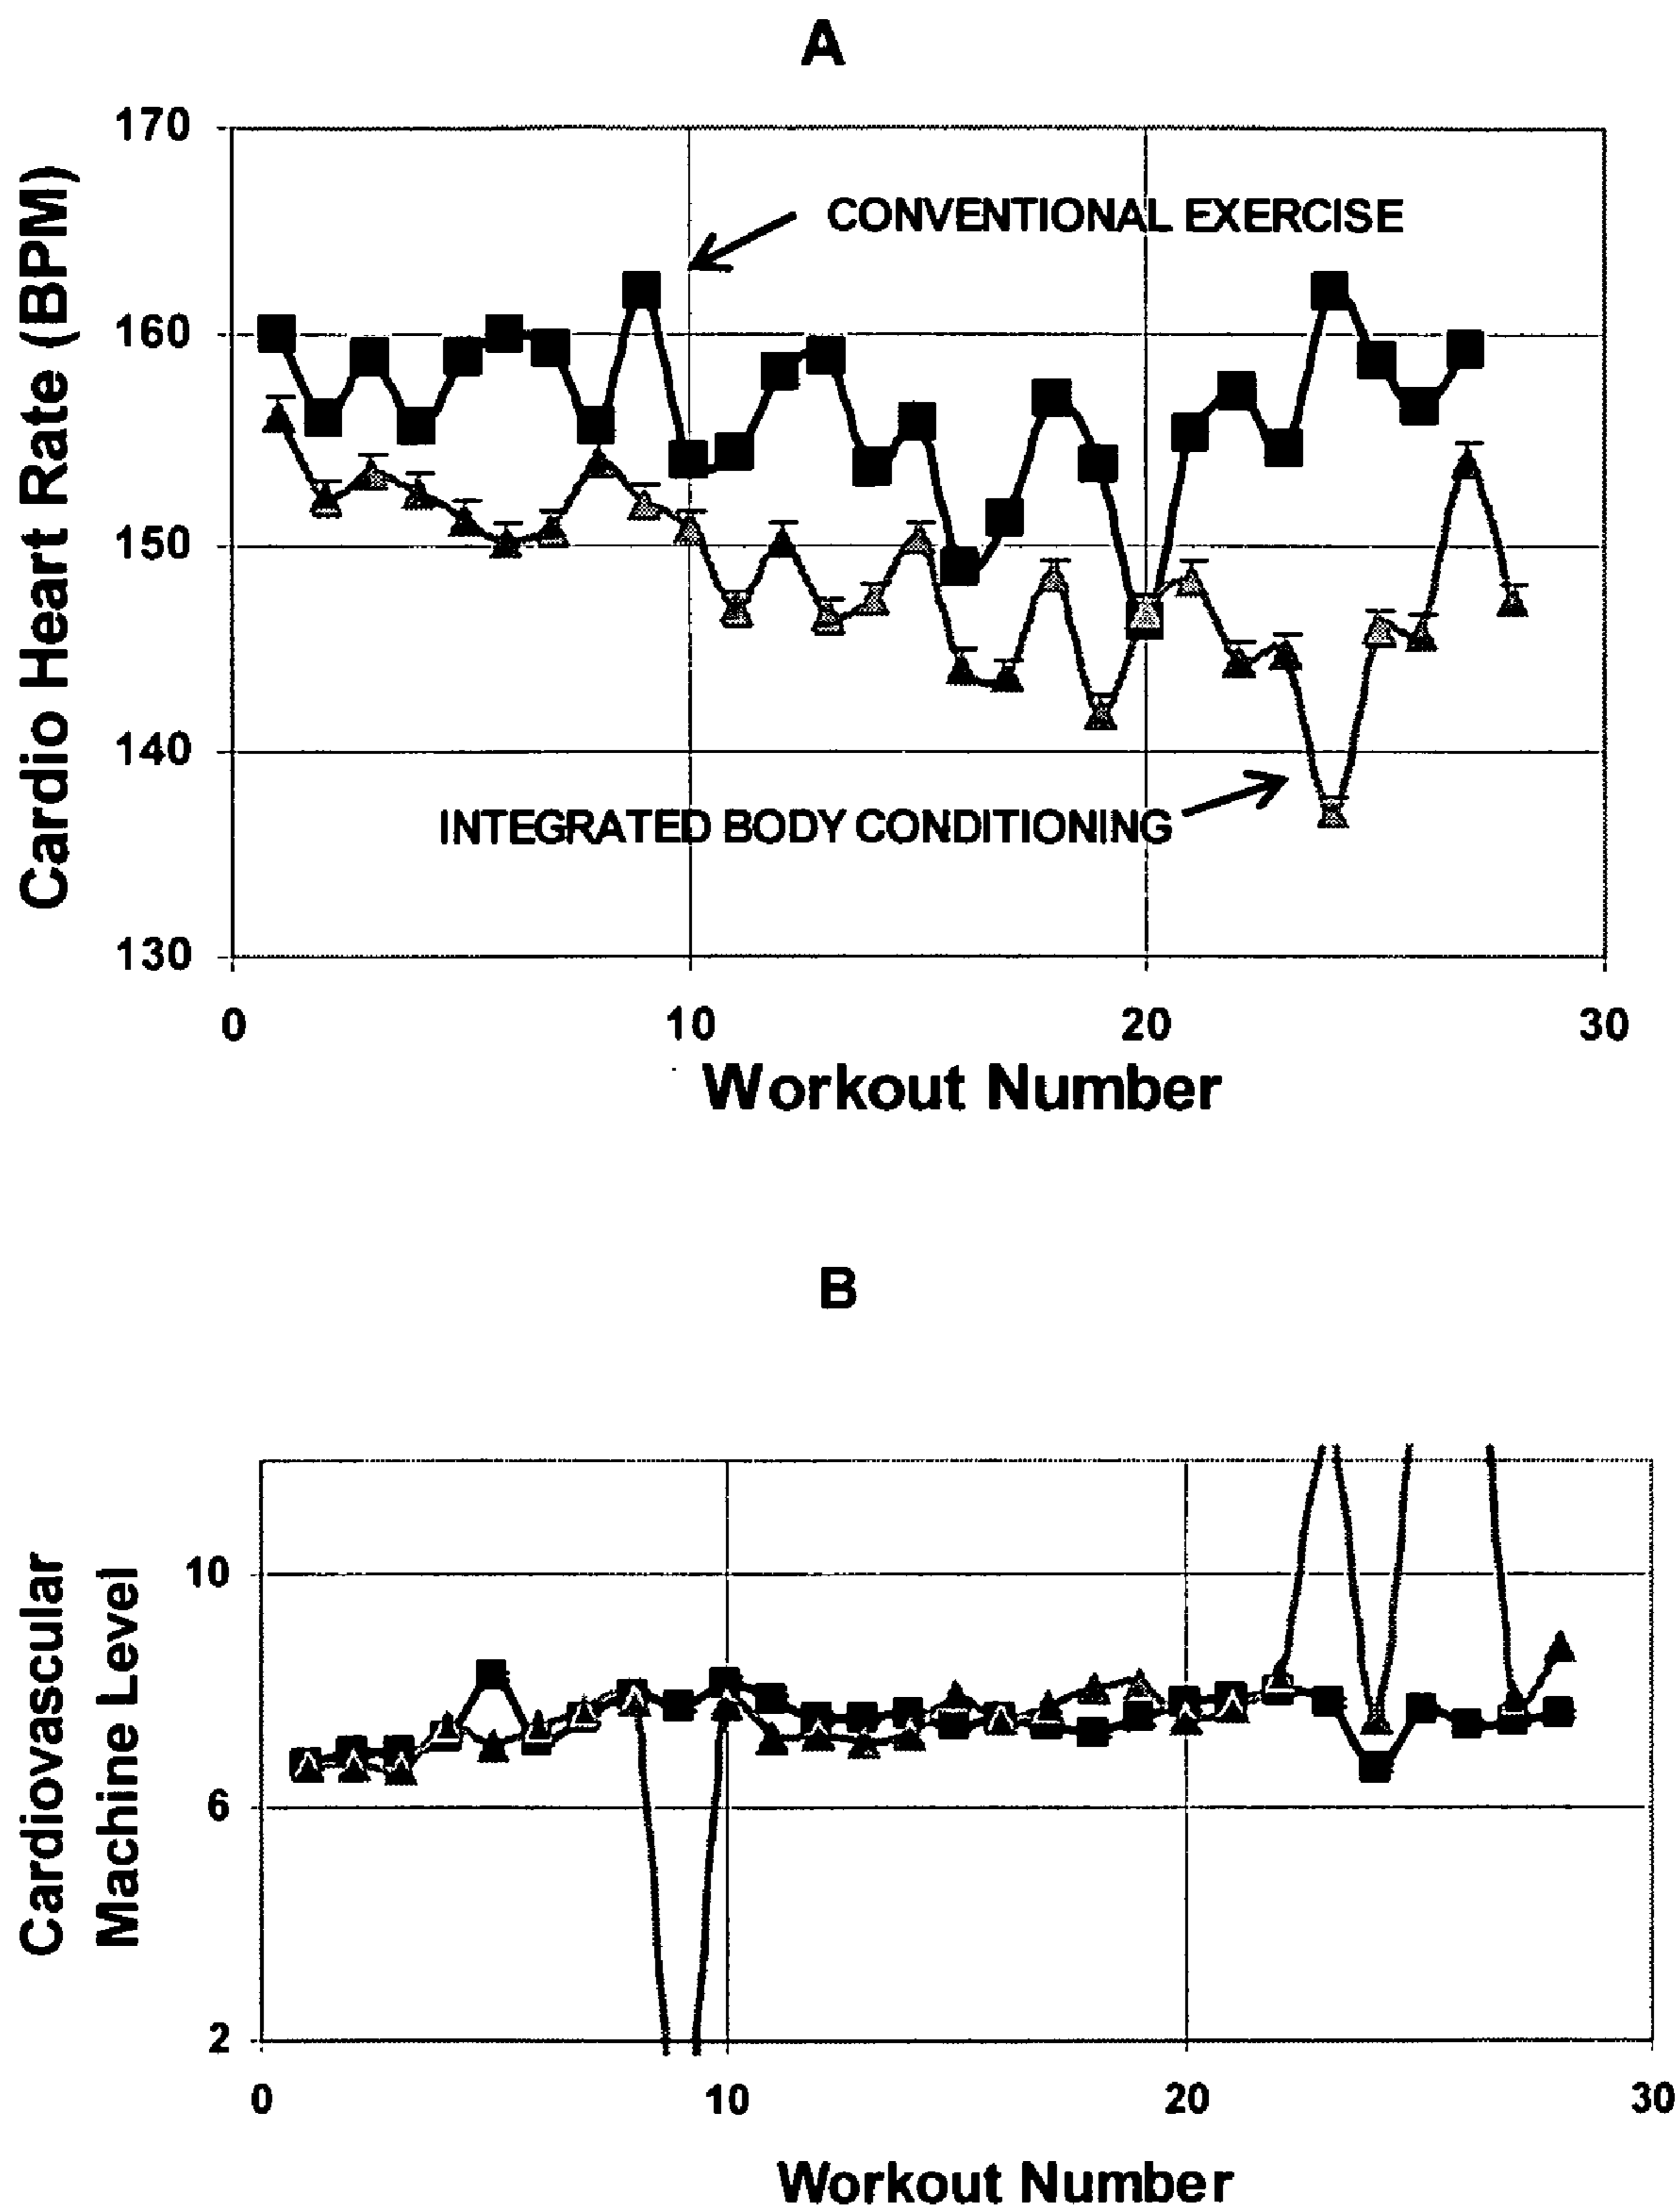 A
170
CONVENTIONAL EXERCISE
160
150
140
INTEGRATED BODY CONDITIONING
130
Cardio Heart Rate (BPM)
0 10 20 30
Workout Number
B
10
6
2
Cardiovascular
Machine Level
0 10 20 30
Workout Number